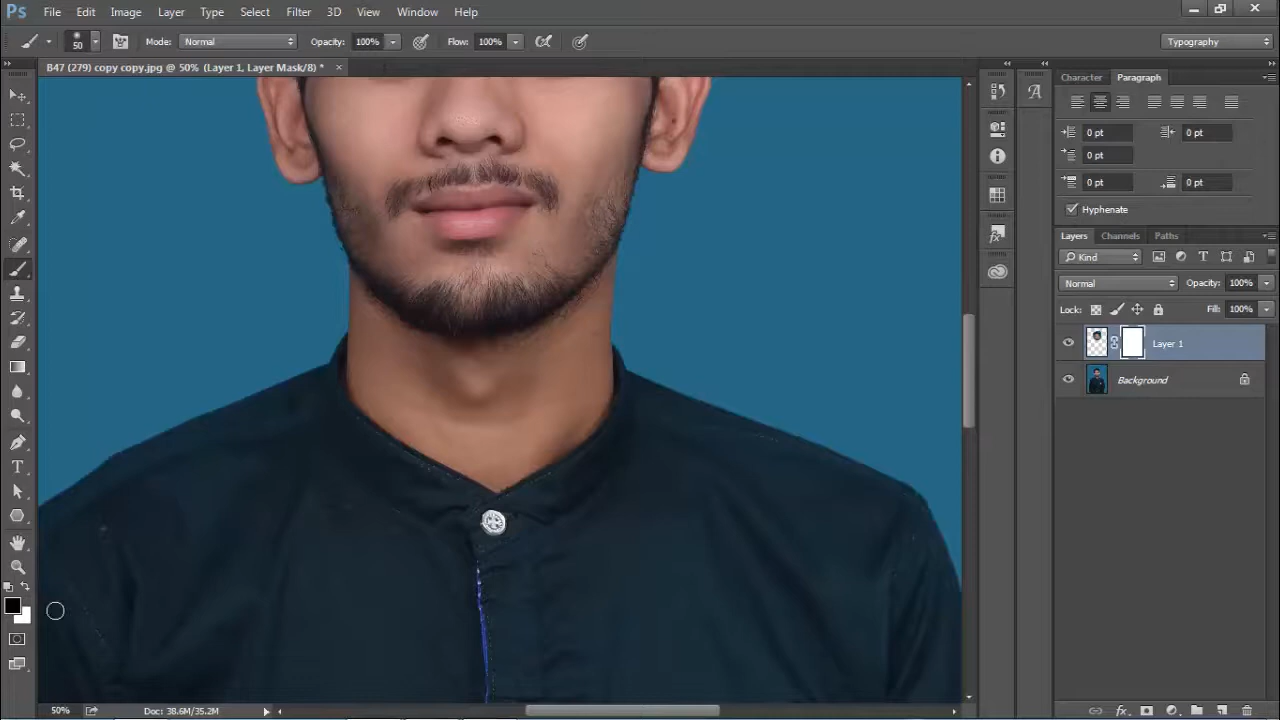 Ps File Edit Image Layer Type Select Filter 3D View Window Help
50 Mode: Normal Opacity: 100% Flow: 100% Typography
B47 (279) copy copy.jpg @ 50% (Layer 1, Layer Mask/8) * ×
Character Paragraph
0 pt 0 pt
0 pt
0 pt 0 pt
Hyphenate
Layers Channels Paths
Kind
Normal Opacity: 100%
Lock: Fill: 100%
Layer 1
Background
50% Doc: 38.6M/35.2M